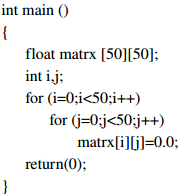 int main ()
{
float matrx [50][50];
int i,j;
for (i=0;i<50;i++)
for (j=0;j<50;j++)
matrx[i][j]=0.0;
return(0);
}